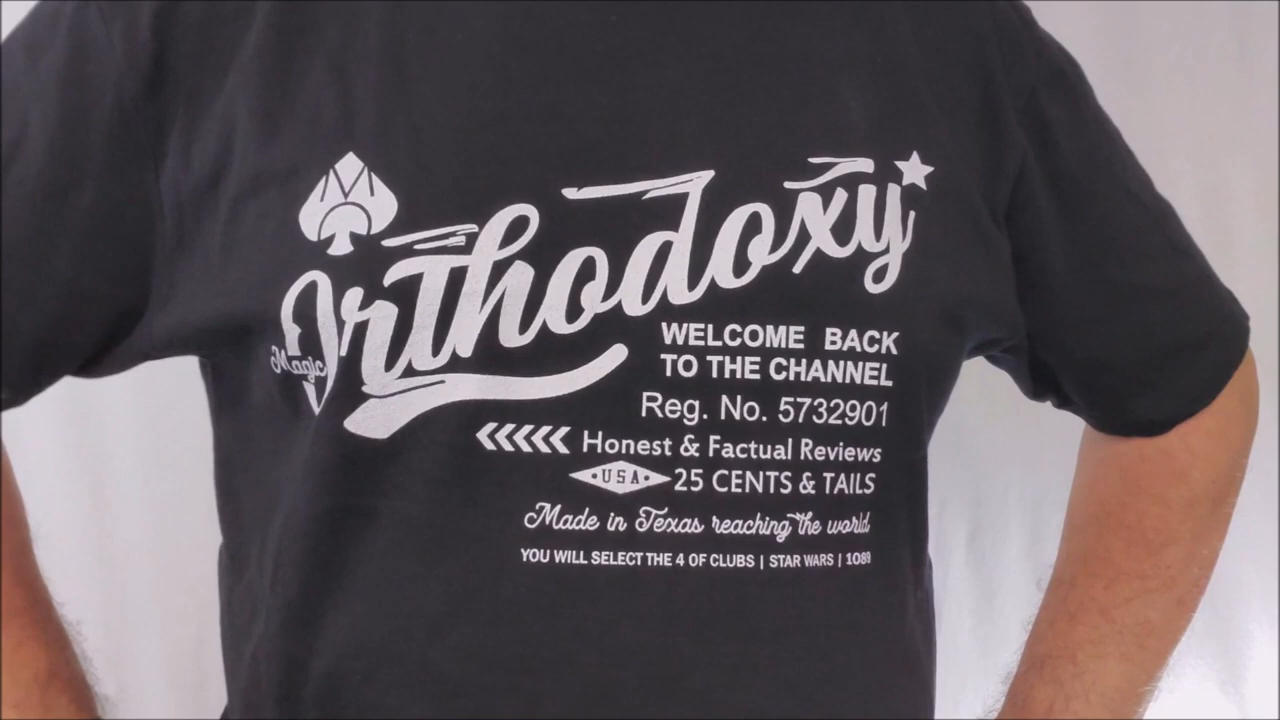 Magic Orthodoxy
WELCOME BACK
TO THE CHANNEL
Reg. No. 5732901
Honest & Factual Reviews
• USA • 25 CENTS & TAILS
Made in Texas reaching the world
YOU WILL SELECT THE 4 OF CLUBS | STAR WARS | 1089